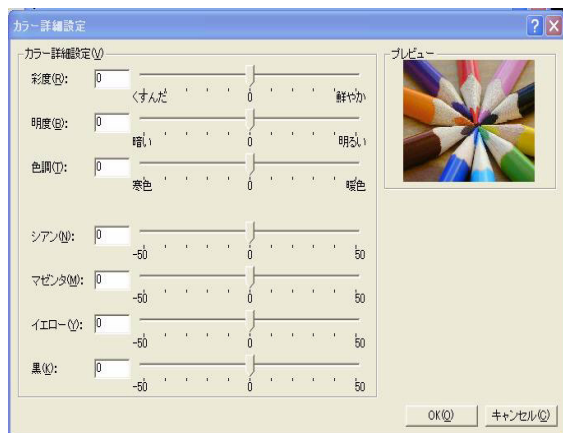 カラー詳細設定
カラー詳細設定(V)
プレビュー
彩度(R): 0
くすんだ 0 鮮やか
明度(B): 0
暗い 0 明るい
色調(T): 0
寒色 0 暖色
シアン(N): 0
-50 0 50
マゼンタ(M): 0
-50 0 50
イエロー(Y): 0
-50 0 50
黒(K): 0
-50 0 50
OK(O) キャンセル(C)